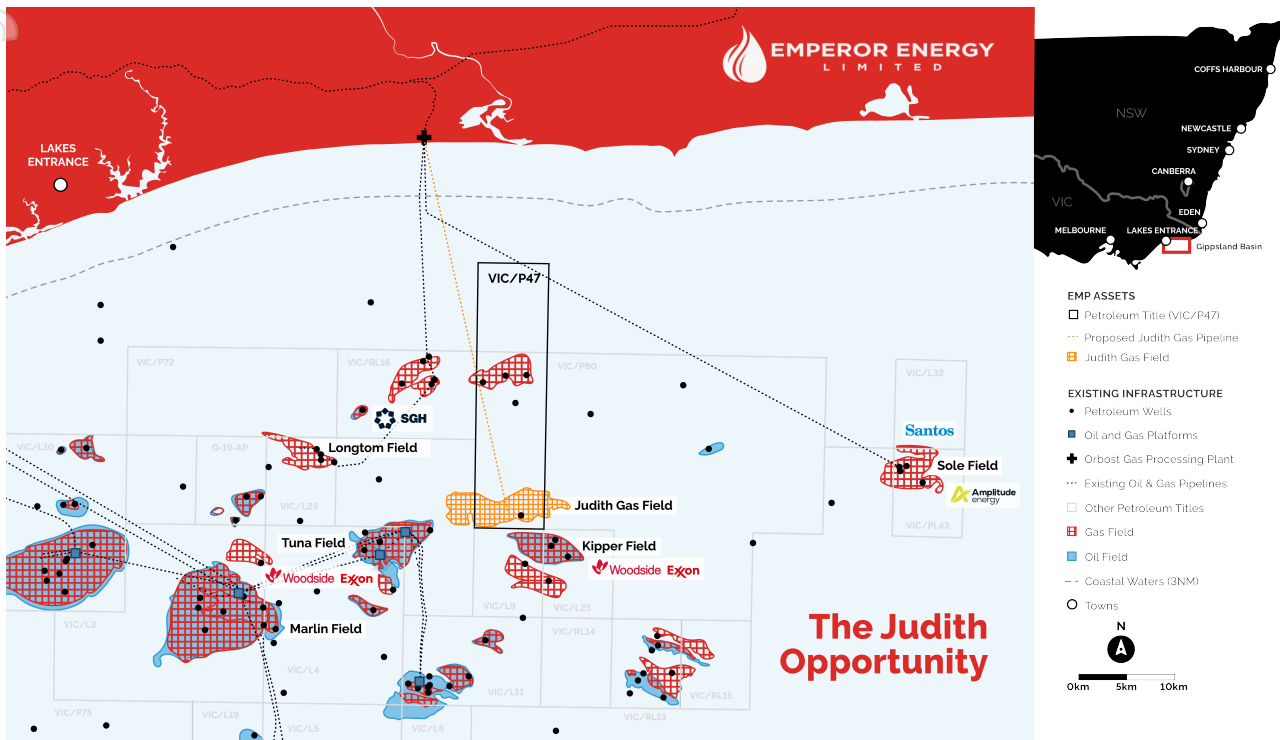 EMPEROR ENERGY
LIMITED
LAKES
ENTRANCE
VIC/P47
VIC/P72
VIC/RL16
VIC/P80
VIC/L32
SGH
Santos
VIC/L10
G-19-AP
Longtom Field
Sole Field
Amplitude
energy
VIC/L29
Judith Gas Field
VIC/PL43
Tuna Field
Kipper Field
Woodside Exxon
Woodside Exxon
VIC/L9
VIC/L25
VIC/L3
Marlin Field
VIC/RL14
The Judith
Opportunity
VIC/L4
VIC/L11
VIC/RL15
VIC/P75
VIC/L19
VIC/L5
VIC/L6
VIC/RL13
COFFS HARBOUR
NSW
NEWCASTLE
SYDNEY
CANBERRA
VIC
EDEN
MELBOURNE
LAKES ENTRANCE
Gippsland Basin
EMP ASSETS
Petroleum Title (VIC/P47)
Proposed Judith Gas Pipeline
Judith Gas Field
EXISTING INFRASTRUCTURE
Petroleum Wells
Oil and Gas Platforms
Orbost Gas Processing Plant
Existing Oil & Gas Pipelines
Other Petroleum Titles
Gas Field
Oil Field
Coastal Waters (3NM)
Towns
N
0km 5km 10km